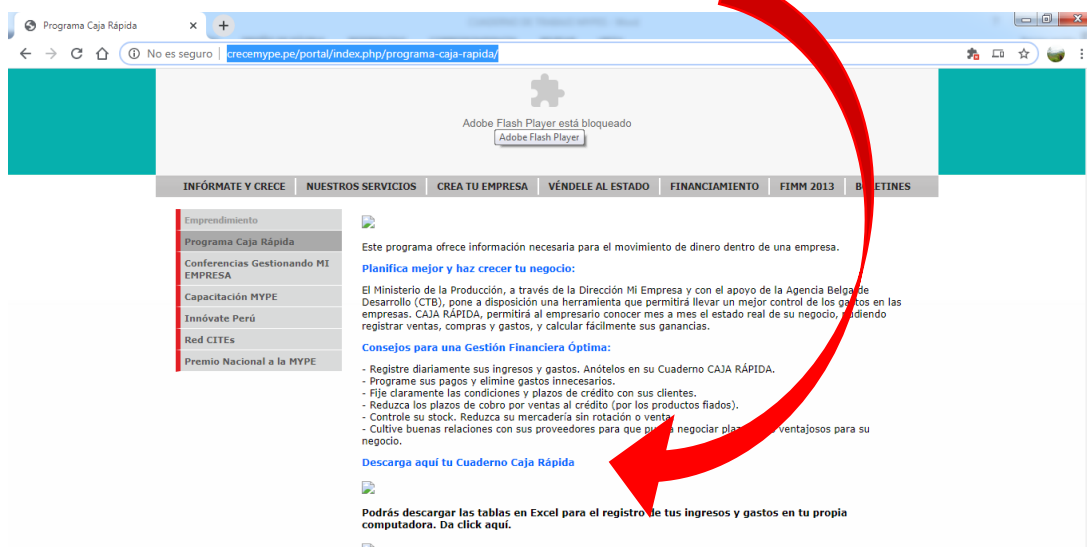 Programa Caja Rápida
No es seguro | crecemype.pe/portal/index.php/programa-caja-rapida/
Adobe Flash Player está bloqueado
Adobe Flash Player
INFÓRMATE Y CRECE
NUESTROS SERVICIOS
CREA TU EMPRESA
VÉNDELE AL ESTADO
FINANCIAMIENTO
FIMM 2013
Emprendimiento
Programa Caja Rápida
Conferencias Gestionando MI
EMPRESA
Capacitación MYPE
Innóvate Perú
Red CITEs
Premio Nacional a la MYPE
Este programa ofrece información necesaria para el movimiento de dinero dentro de una empresa.
Planifica mejor y haz crecer tu negocio:
El Ministerio de la Producción, a través de la Dirección Mi Empresa y con el apoyo de la Agencia Belga de
Desarrollo (CTB), pone a disposición una herramienta que permitirá llevar un mejor control de los gastos en las
empresas. CAJA RÁPIDA, permitirá al empresario conocer mes a mes el estado real de su negocio, pudiendo
registrar ventas, compras y gastos, y calcular fácilmente sus ganancias.
Consejos para una Gestión Financiera Óptima:
- Registre diariamente sus ingresos y gastos. Anótelos en su Cuaderno CAJA RÁPIDA.
- Programe sus pagos y elimine gastos innecesarios.
- Fije claramente las condiciones y plazos de crédito con sus clientes.
- Reduzca los plazos de cobro por ventas al crédito (por los productos fiados).
- Controle su stock. Reduzca su mercadería sin rotación o venta.
- Cultive buenas relaciones con sus proveedores para que negociar ventajosos para su
negocio.
Descarga aquí tu Cuaderno Caja Rápida
Podrás descargar las tablas en Excel para el registro de tus ingresos y gastos en tu propia
computadora. Da click aquí.